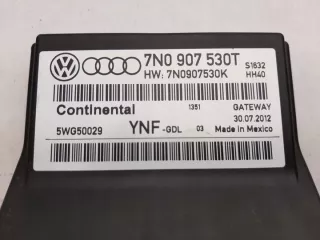 7N0 907 530T
HW: 7N0907530K
S1632
HH40
Continental
1351
GATEWAY
30.07.2012
5WG50029
YNF-GDL
03
Made in Mexico